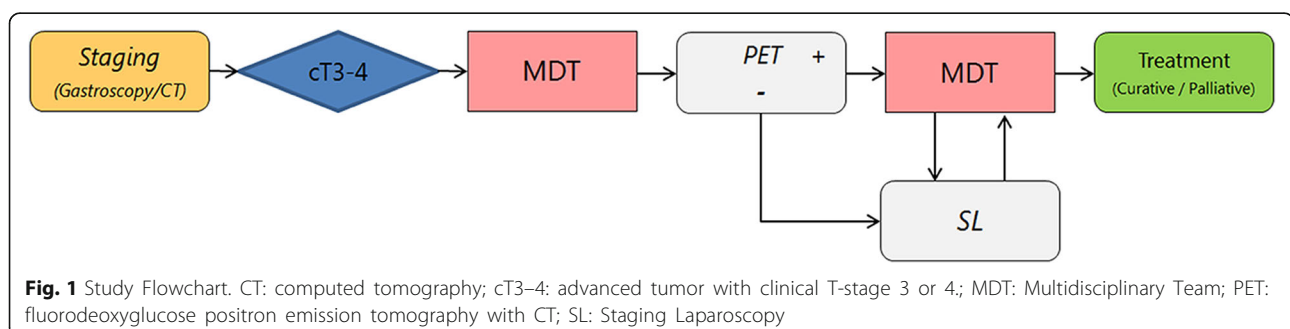 Staging
(Gastroscopy/CT)
cT3-4
MDT
PET +
-
MDT
Treatment
(Curative / Palliative)
SL
Fig. 1 Study Flowchart. CT: computed tomography; cT3–4: advanced tumor with clinical T-stage 3 or 4.; MDT: Multidisciplinary Team; PET:
fluorodeoxyglucose positron emission tomography with CT; SL: Staging Laparoscopy